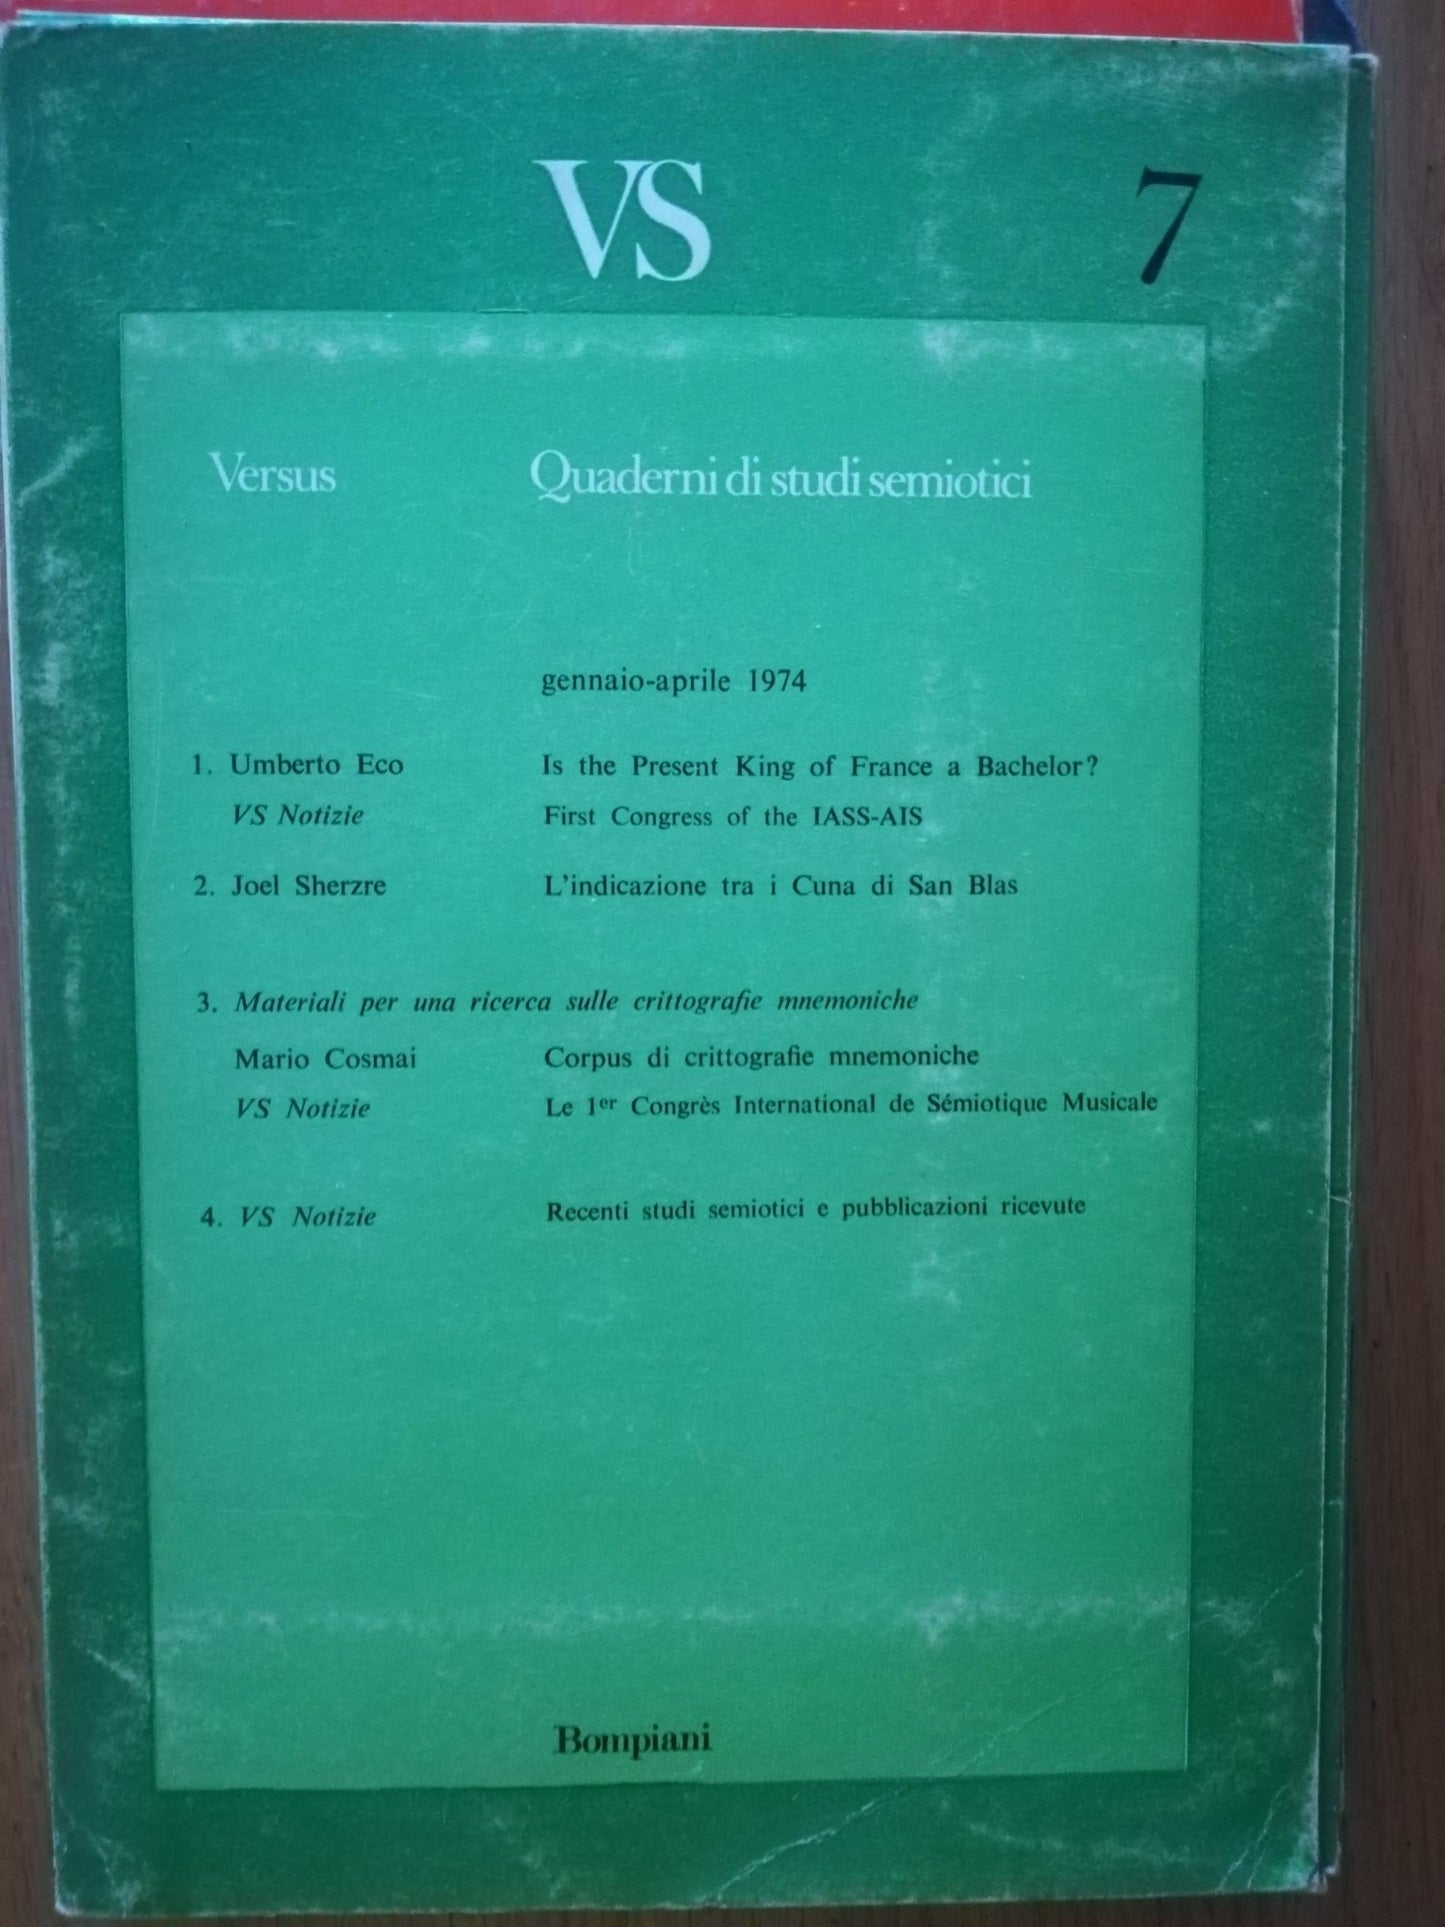 VS 7
Versus Quaderni di studi semiotici
gennaio-aprile 1974
1. Umberto Eco Is the Present King of France a Bachelor?
VS Notizie First Congress of the IASS-AIS
2. Joel Sherzre L'indicazione tra i Cuna di San Blas
3. Materiali per una ricerca sulle crittografie mnemoniche
Mario Cosmai Corpus di crittografie mnemoniche
VS Notizie Le 1er Congrès International de Sémiotique Musicale
4. VS Notizie Recenti studi semiotici e pubblicazioni ricevute
Bompiani